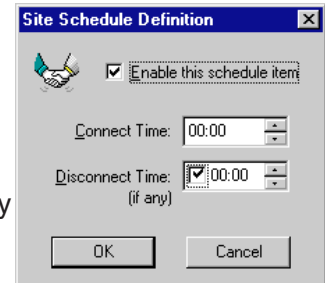 Site Schedule Definition
Enable this schedule item
Connect Time: 00:00
Disconnect Time: 00:00
(if any)
y
OK Cancel